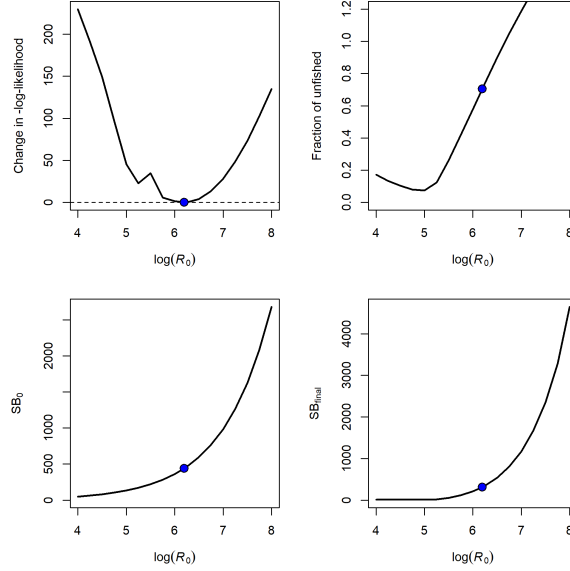 Change in -log-likelihood
0 50 100 150 200
4 5 6 7 8
log(R₀)
Fraction of unfished
0.0 0.2 0.4 0.6 0.8 1.0 1.2
4 5 6 7 8
log(R₀)
SB₀
0 500 1000 2000
4 5 6 7 8
log(R₀)
SB_final
0 1000 2000 3000 4000
4 5 6 7 8
log(R₀)